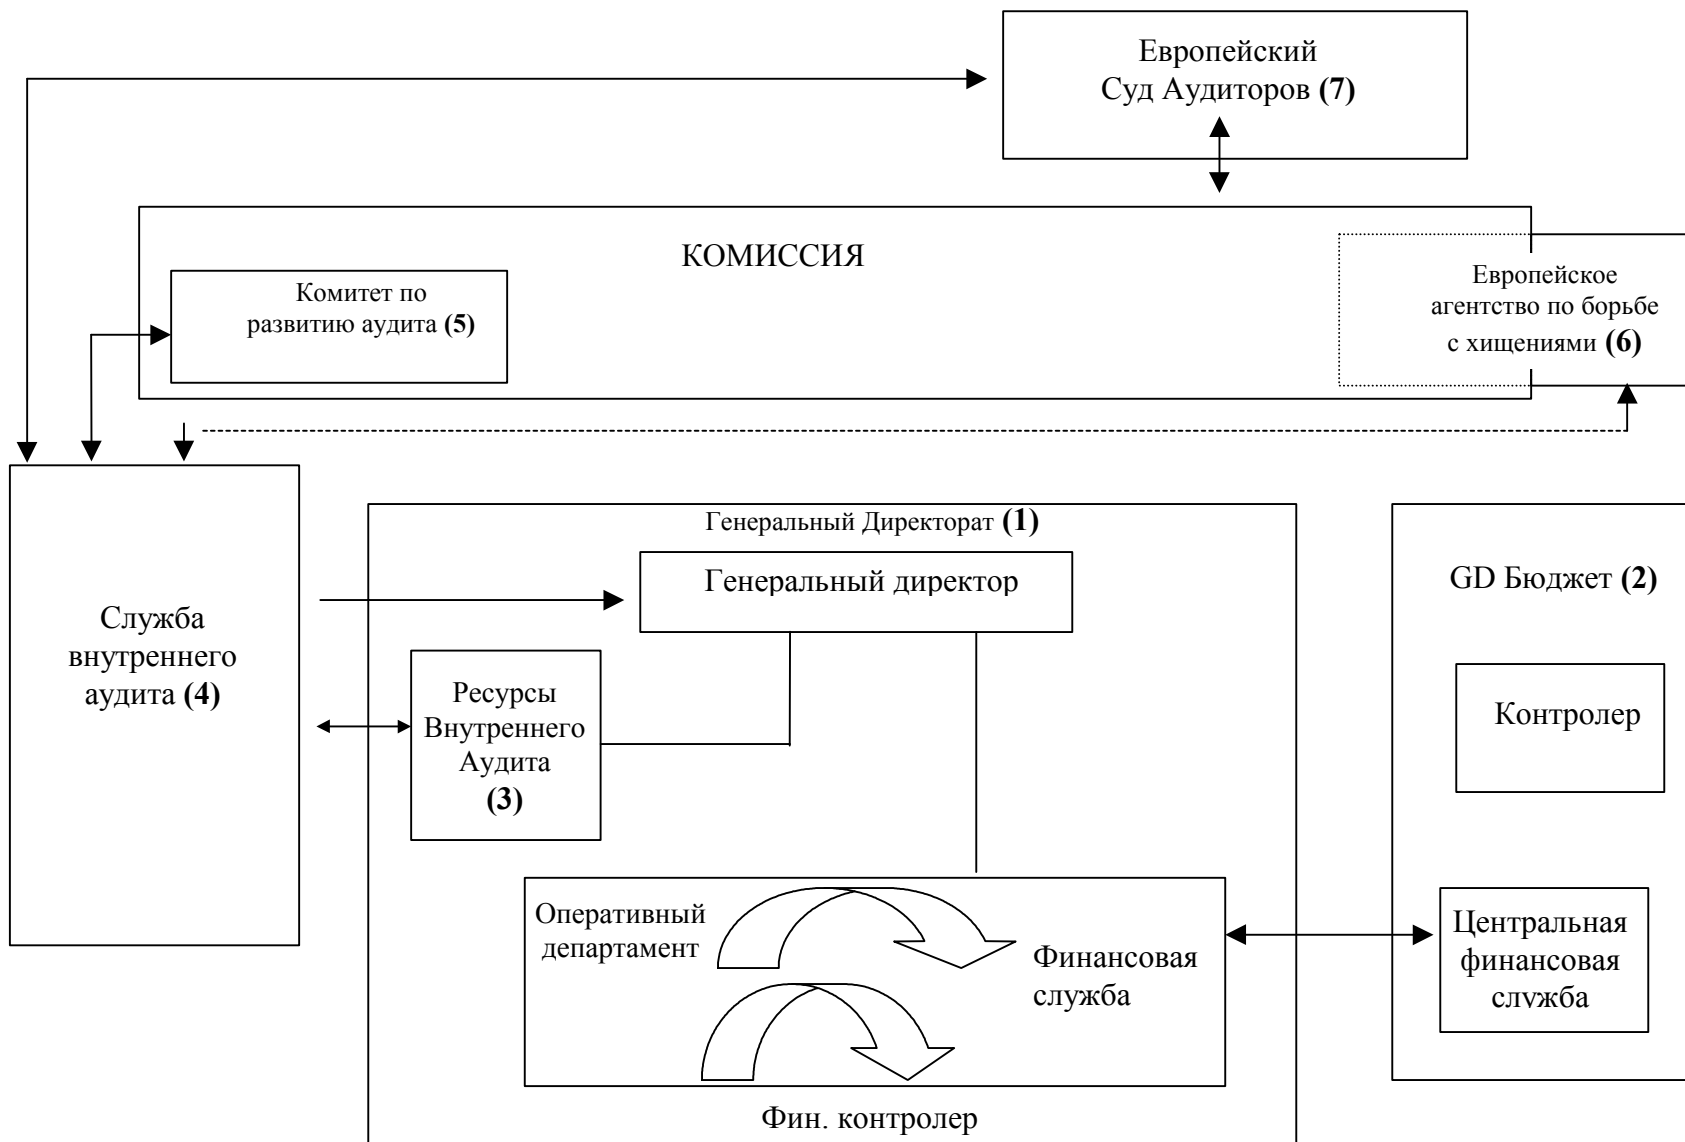 Европейский
Суд Аудиторов (7)
КОМИССИЯ
Комитет по
развитию аудита (5)
Европейское
агентство по борьбе
с хищениями (6)
Служба
внутреннего
аудита (4)
Генеральный Директорат (1)
Генеральный директор
Ресурсы
Внутреннего
Аудита
(3)
Оперативный
департамент
Финансовая
служба
Фин. контролер
GD Бюджет (2)
Контролер
Центральная
финансовая
служба